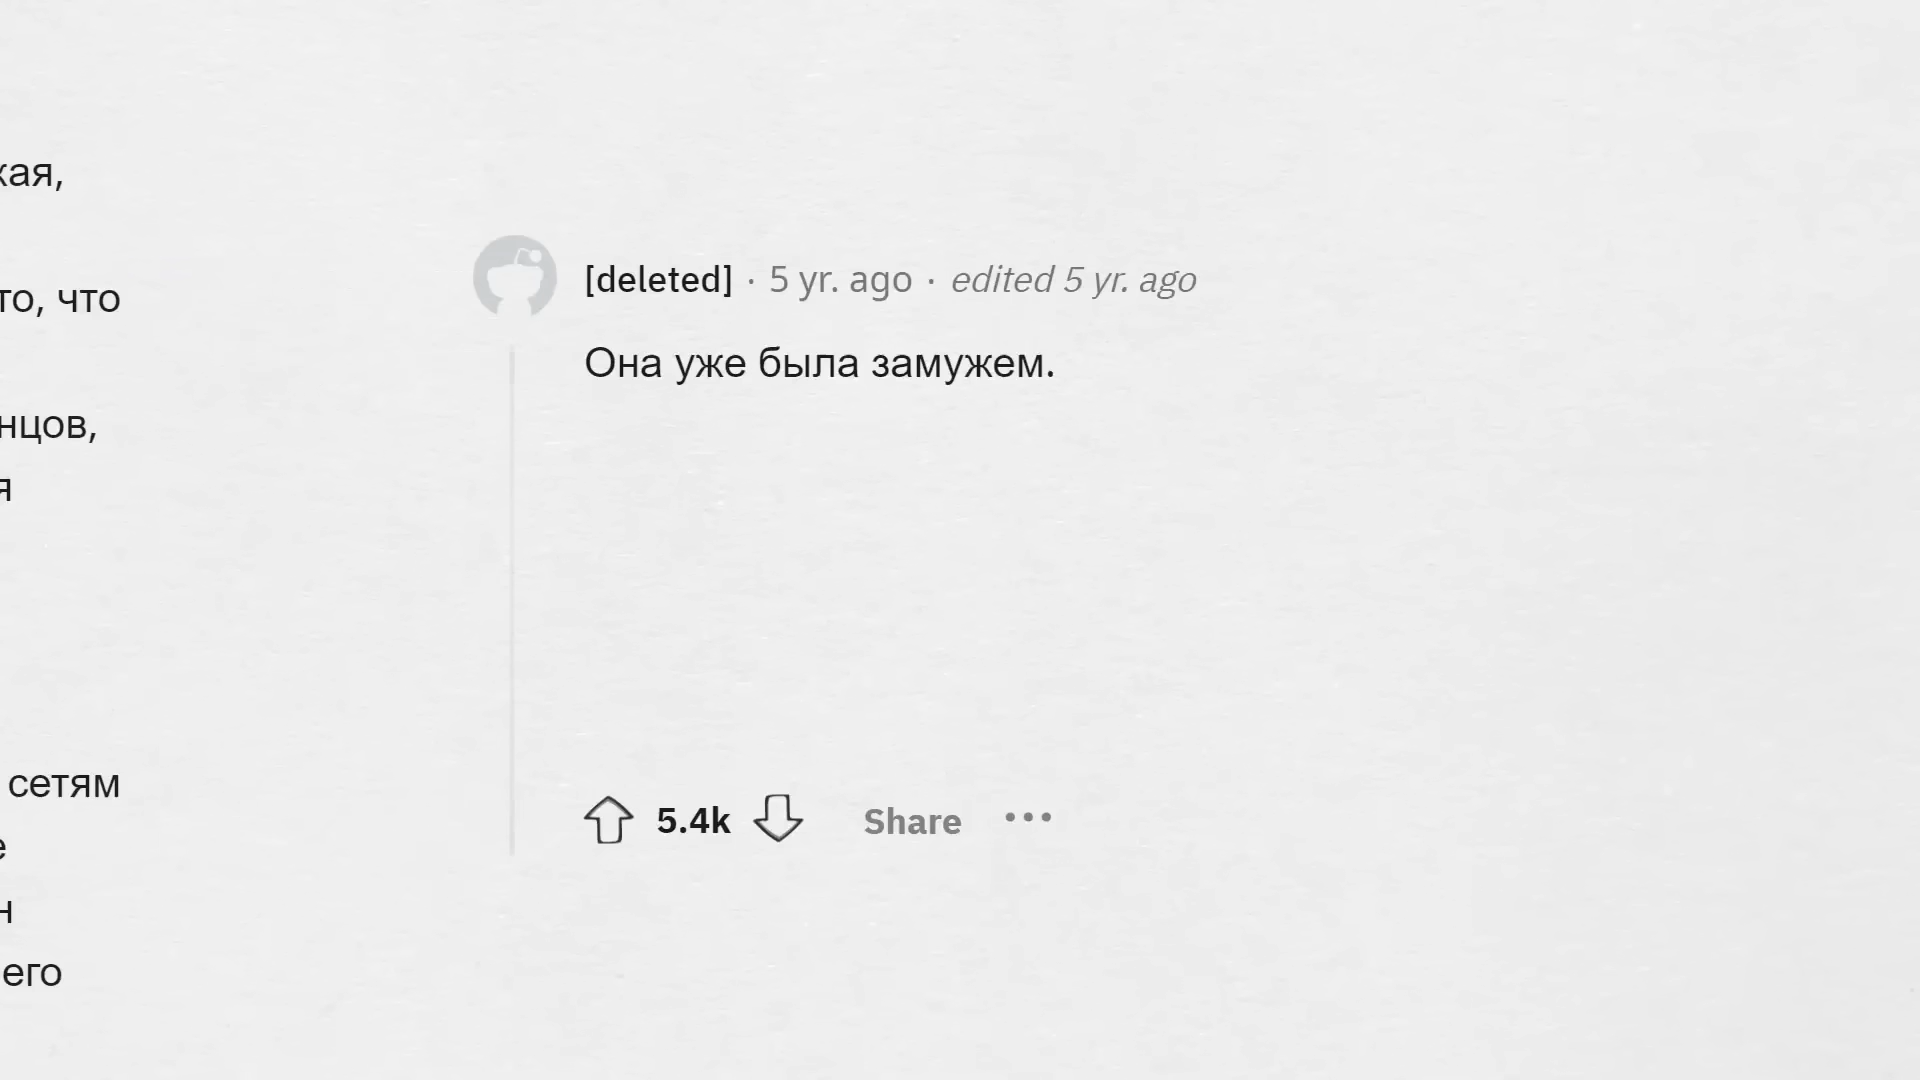 кая,
то, что
нцов,
я
сетям
е
н
его
[deleted] · 5 yr. ago · edited 5 yr. ago
Она уже была замужем.
5.4k Share